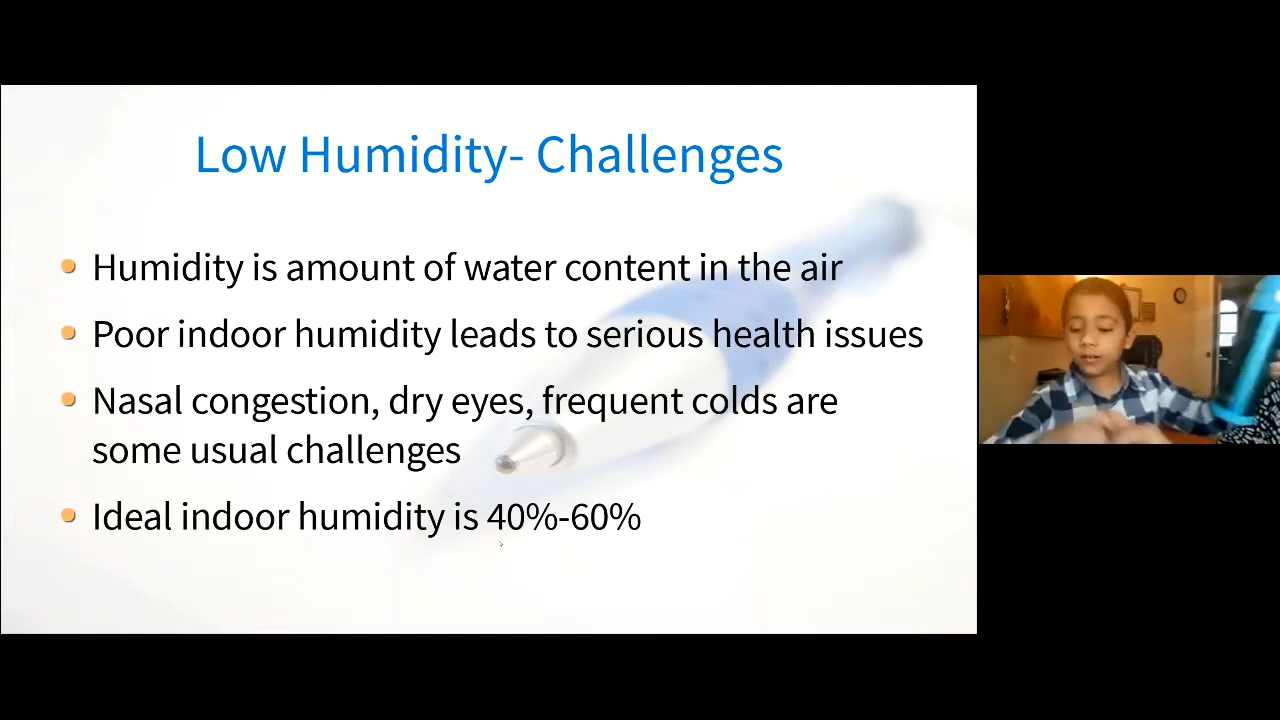 Low Humidity- Challenges
Humidity is amount of water content in the air
Poor indoor humidity leads to serious health issues
Nasal congestion, dry eyes, frequent colds are
some usual challenges
Ideal indoor humidity is 40%-60%